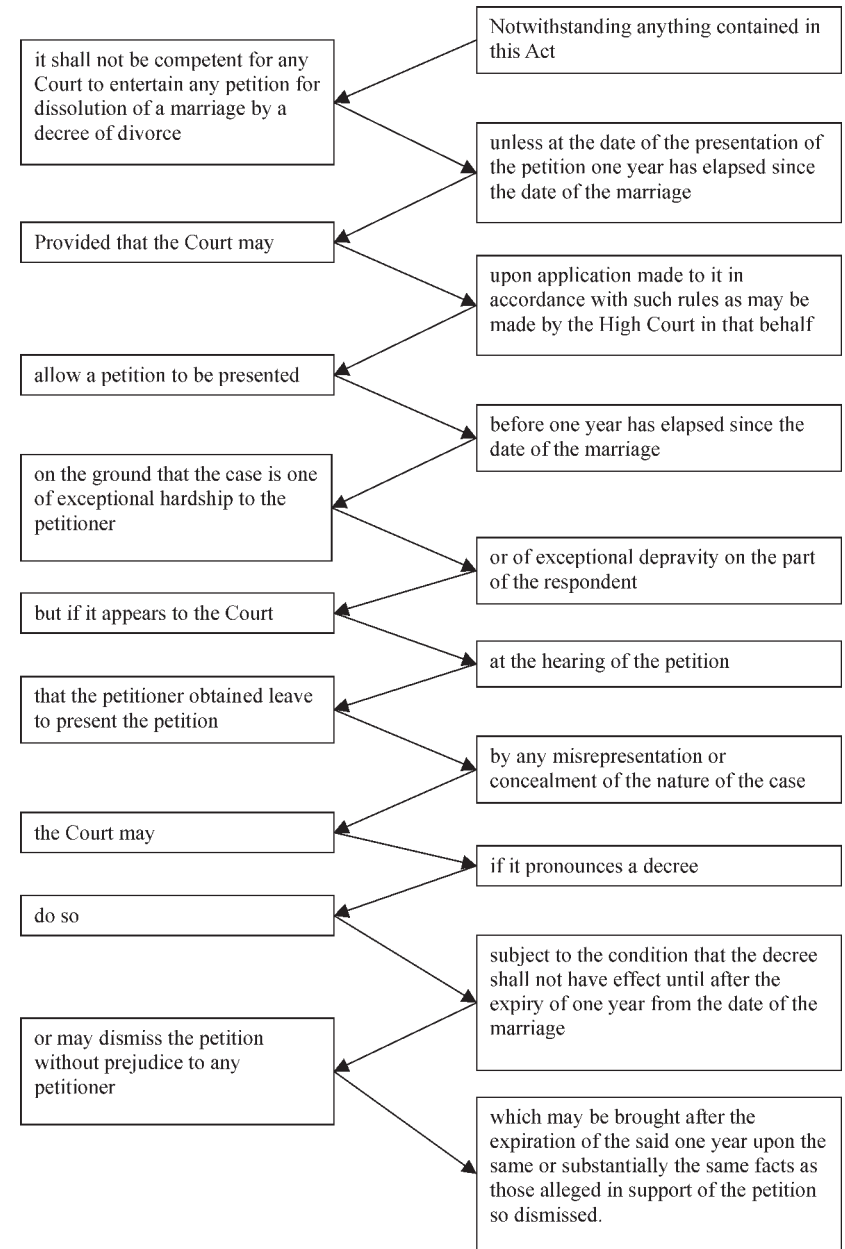 Notwithstanding anything contained in
this Act
it shall not be competent for any
Court to entertain any petition for
dissolution of a marriage by a
decree of divorce
unless at the date of the presentation of
the petition one year has elapsed since
the date of the marriage
Provided that the Court may
upon application made to it in
accordance with such rules as may be
made by the High Court in that behalf
allow a petition to be presented
before one year has elapsed since the
date of the marriage
on the ground that the case is one
of exceptional hardship to the
petitioner
or of exceptional depravity on the part
of the respondent
but if it appears to the Court
at the hearing of the petition
that the petitioner obtained leave
to present the petition
by any misrepresentation or
concealment of the nature of the case
the Court may
if it pronounces a decree
do so
subject to the condition that the decree
shall not have effect until after the
expiry of one year from the date of the
marriage
or may dismiss the petition
without prejudice to any
petitioner
which may be brought after the
expiration of the said one year upon the
same or substantially the same facts as
those alleged in support of the petition
so dismissed.